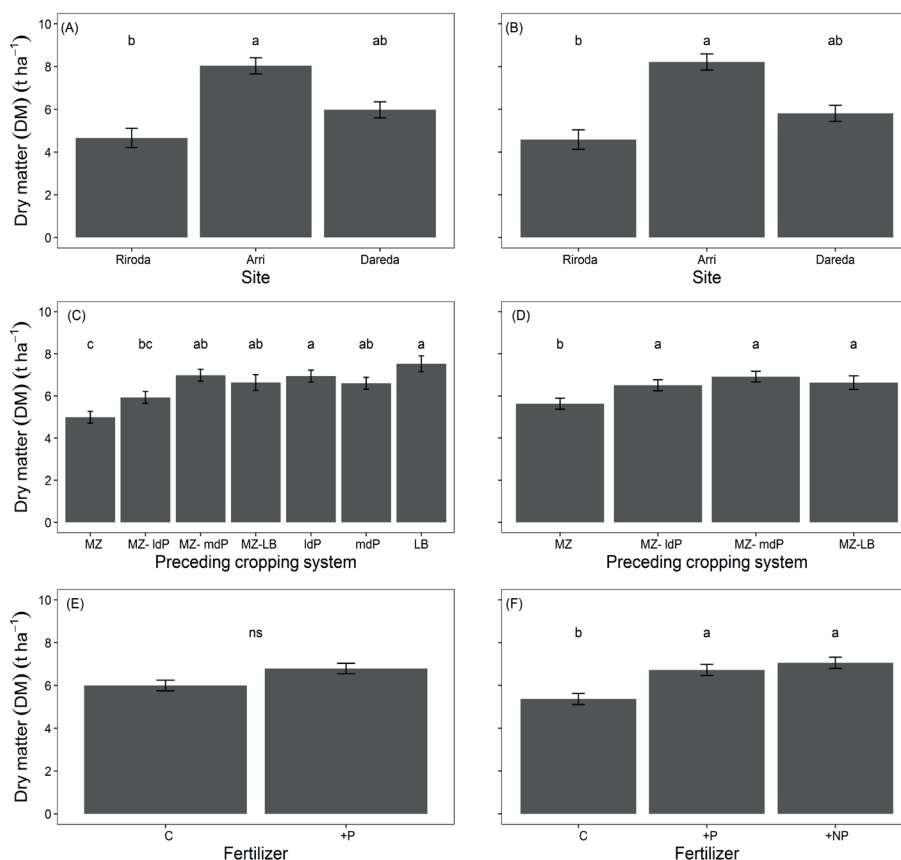 (A)
b a ab
Dry matter (DM) (t ha⁻¹)
10
8
6
4
2
0
Riroda Arri Dareda
Site
(B)
b a ab
Riroda Arri Dareda
Site
(C)
c bc ab ab a ab a
Dry matter (DM) (t ha⁻¹)
10
8
6
4
2
0
MZ MZ- ldP MZ- mdP MZ-LB ldP mdP LB
Preceding cropping system
(D)
b a a a
MZ MZ- ldP MZ- mdP MZ-LB
Preceding cropping system
(E)
ns
Dry matter (DM) (t ha⁻¹)
10
8
6
4
2
0
C +P
Fertilizer
(F)
b a a
C +P +NP
Fertilizer